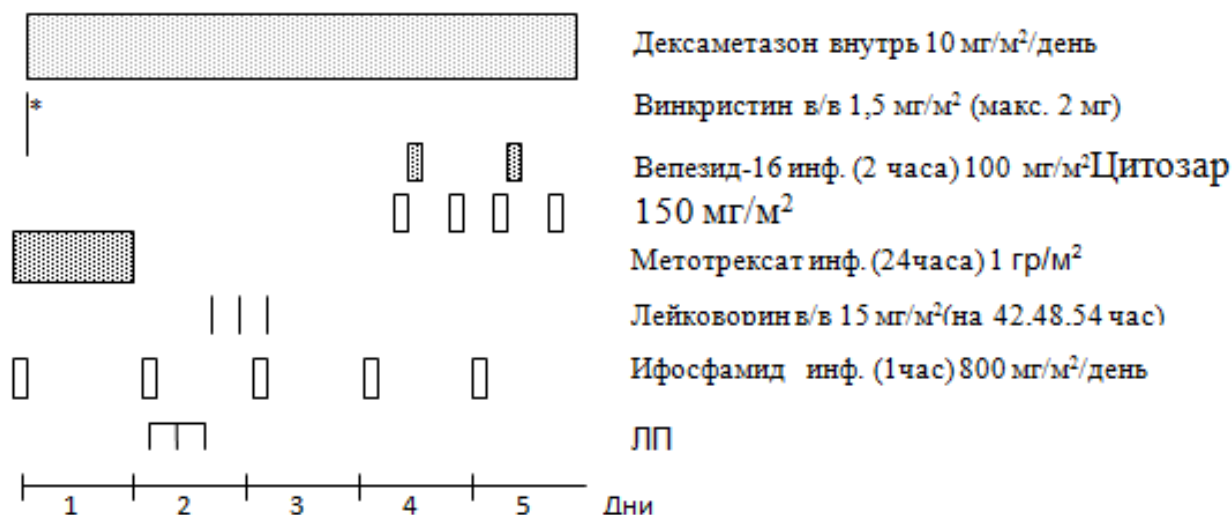 Дексаметазон внутрь 10 мг/м²/день
*
Винкристин в/в 1,5 мг/м² (макс. 2 мг)
Вепезид-16 инф. (2 часа) 100 мг/м²Цитозар
150 мг/м²
Метотрексат инф. (24часа) 1 гр/м²
Лейковорин в/в 15 мг/м²(на 42,48,54 час)
Ифосфамид инф. (1час) 800 мг/м²/день
ЛП
1 2 3 4 5 Дни